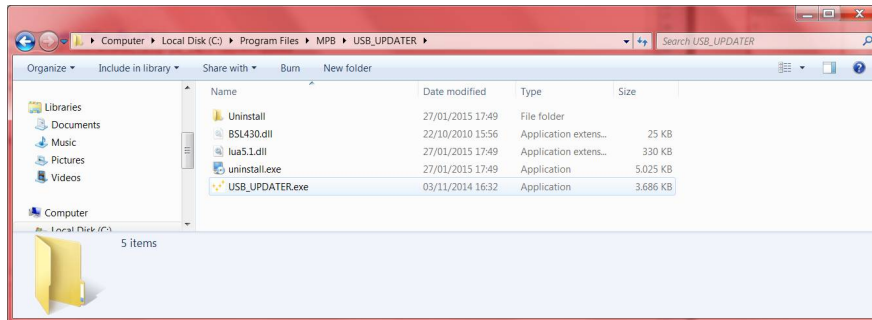 Computer Local Disk (C:) Program Files MPB USB_UPDATER Search USB_UPDATER
Organize Include in library Share with Burn New folder
Name Date modified Type Size
Libraries
Uninstall 27/01/2015 17:49 File folder
Documents
BSL430.dll 22/10/2010 15:56 Application extens... 25 KB
Music
lua5.1.dll 27/01/2015 17:49 Application extens... 330 KB
Pictures
uninstall.exe 27/01/2015 17:49 Application 5.025 KB
Videos
USB_UPDATER.exe 03/11/2014 16:32 Application 3.686 KB
Computer
Local Disk (C:)
5 items